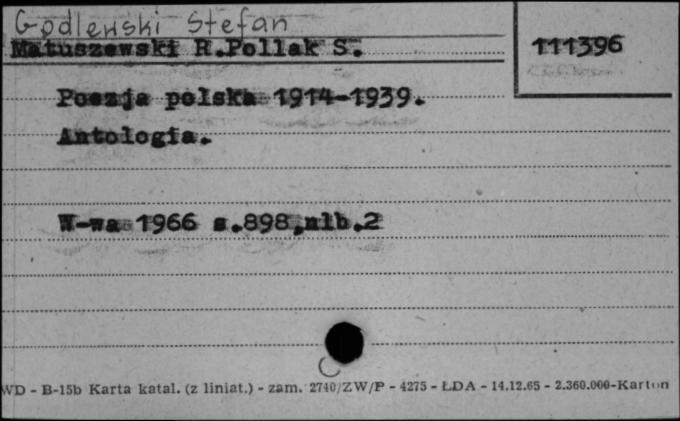 Godlewski Stefan
Matuszewski R.Pollak S.
111396
Poezja polska 1914-1939.
Antologia.
W-wa 1966 s.898,nlb.2
WD - B-15b Karta katal. (z liniat.) - zam. 2740/ZW/P - 4275 - ŁDA - 14.12.65 - 2.360.000-Karton